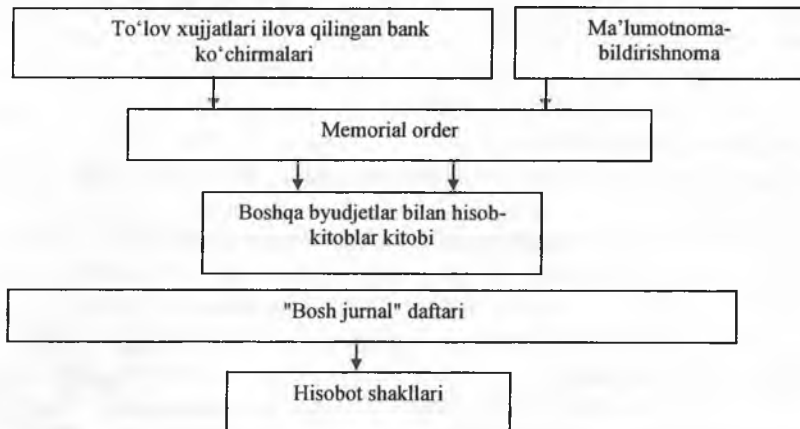 To‘lov xujjatlari ilova qilingan bank
ko‘chirmalari
Ma’lumotnoma-
bildirishnoma
Memorial order
Boshqa byudjetlar bilan hisob-
kitoblar kitobi
"Bosh jurnal" daftari
Hisobot shakllari